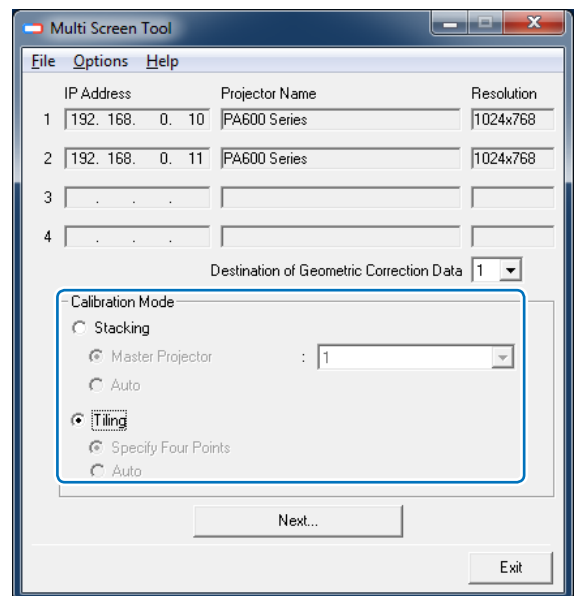 Multi Screen Tool
File Options Help
IP Address Projector Name Resolution
1 192. 168. 0. 10 PA600 Series 1024x768
2 192. 168. 0. 11 PA600 Series 1024x768
3 . . .
4 . . .
Destination of Geometric Correction Data 1
Calibration Mode
Stacking
Master Projector : 1
Auto
Tiling
Specify Four Points
Auto
Next...
Exit